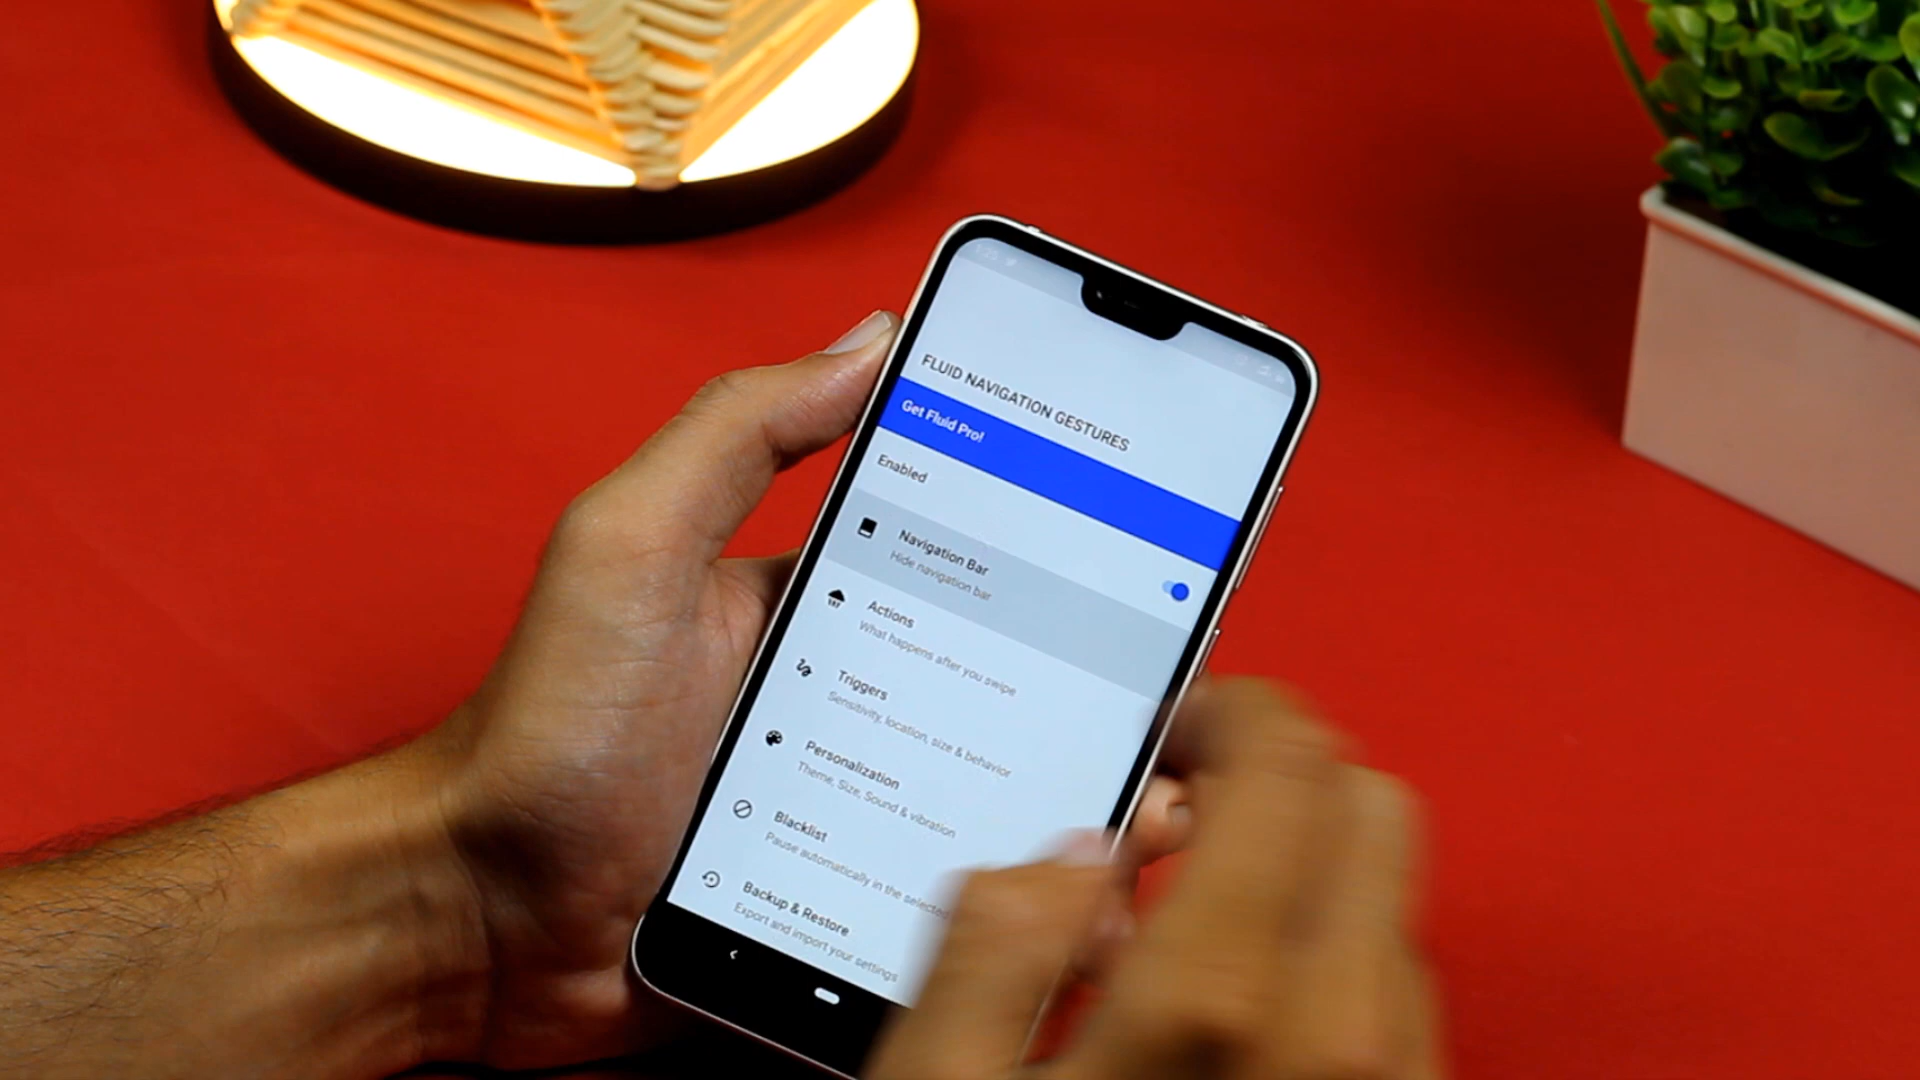 FLUID NAVIGATION GESTURES
Get Fluid Pro!
Enabled
Navigation Bar
Hide navigation bar
Actions
What happens after you swipe
Triggers
Sensitivity, location, size & behavior
Personalization
Theme, Size, Sound & vibration
Blacklist
Pause automatically in the selected
Backup & Restore
Export and import your settings